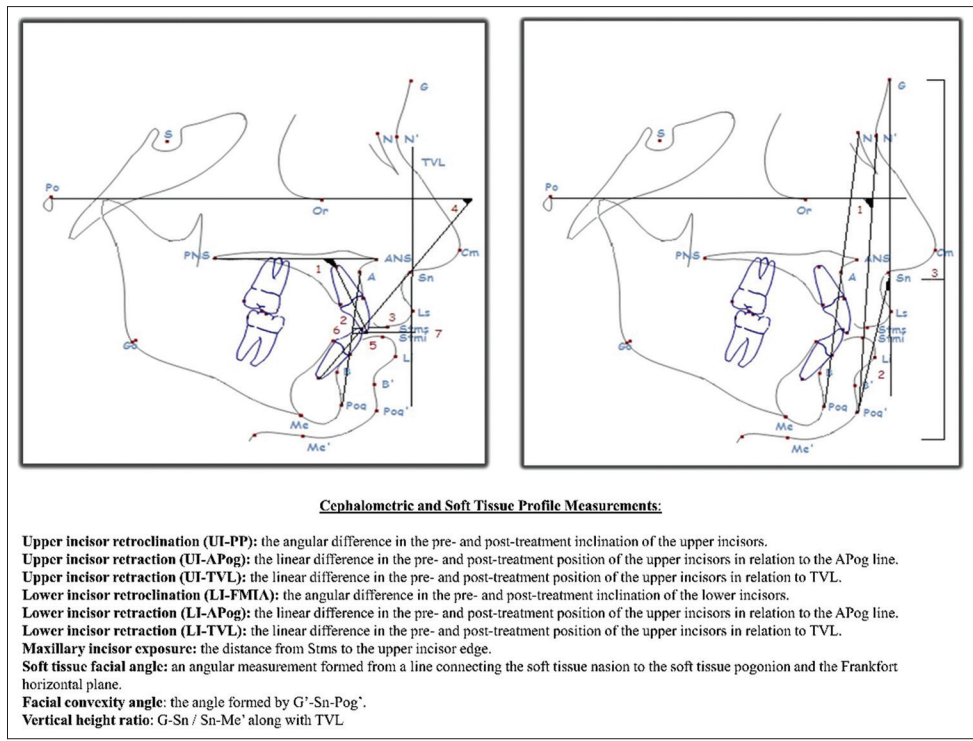 G
S
N
N'
TVL
Po
4
Or
PNS
ANS
Cm
1
A
Sn
2
3
Ls
Stms
6
7
Stmi
5
Go
Li
B
B'
Pog
Pog'
Me
Me'
G
S
N
N'
Po
1
Or
PNS
ANS
Cm
A
Sn
3
Ls
Stms
Stmi
Go
Li
B
2
B'
Pog
Pog'
Me
Me'
Cephalometric and Soft Tissue Profile Measurements:
Upper incisor retroclination (UI-PP): the angular difference in the pre- and post-treatment inclination of the upper incisors.
Upper incisor retraction (UI-APog): the linear difference in the pre- and post-treatment position of the upper incisors in relation to the APog line.
Upper incisor retraction (UI-TVL): the linear difference in the pre- and post-treatment position of the upper incisors in relation to TVL.
Lower incisor retroclination (LI-FMIA): the angular difference in the pre- and post-treatment inclination of the lower incisors.
Lower incisor retraction (LI-APog): the linear difference in the pre- and post-treatment position of the upper incisors in relation to the APog line.
Lower incisor retraction (LI-TVL): the linear difference in the pre- and post-treatment position of the upper incisors in relation to TVL.
Maxillary incisor exposure: the distance from Stms to the upper incisor edge.
Soft tissue facial angle: an angular measurement formed from a line connecting the soft tissue nasion to the soft tissue pogonion and the Frankfort
horizontal plane.
Facial convexity angle: the angle formed by G’-Sn-Pog`.
Vertical height ratio: G-Sn / Sn-Me’ along with TVL